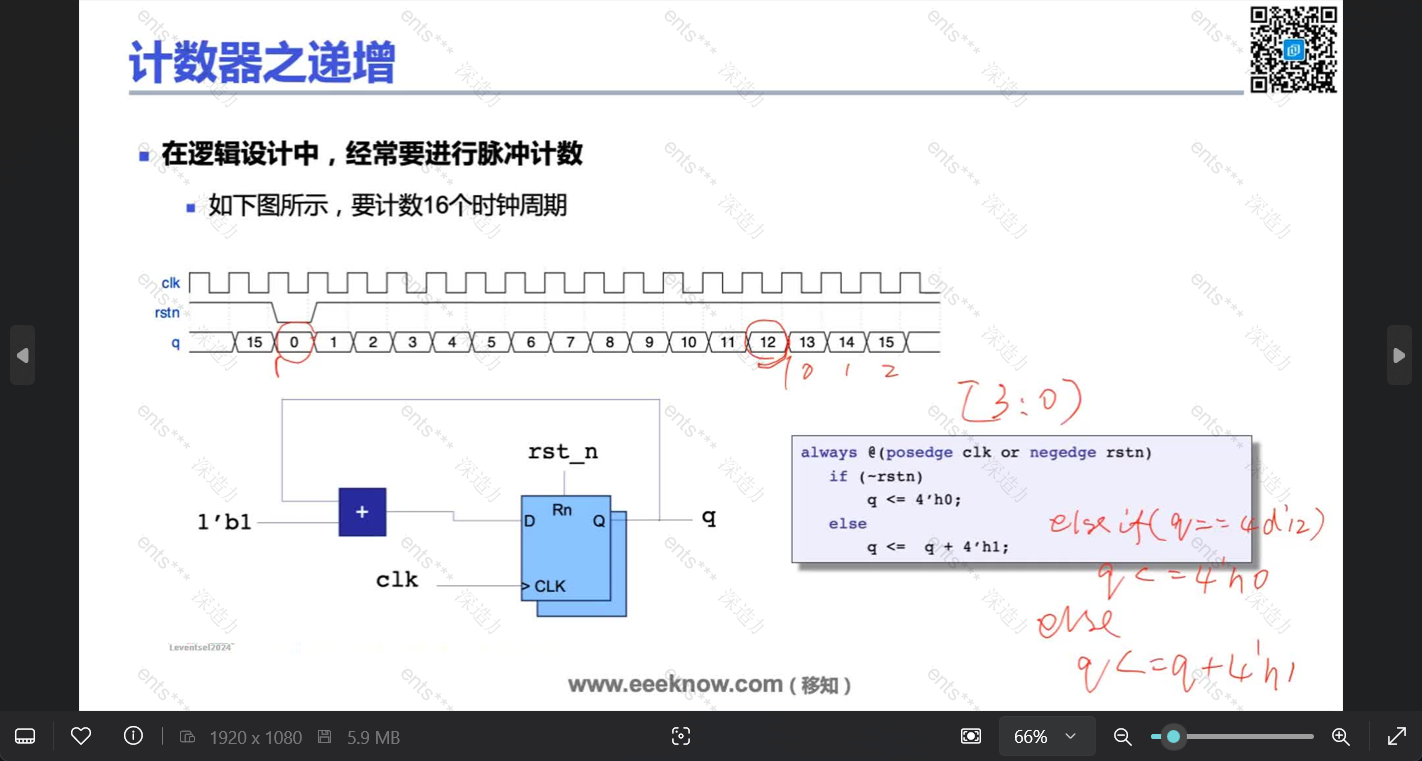 计数器之递增
在逻辑设计中，经常要进行脉冲计数
如下图所示，要计数16个时钟周期
clk
rstn
q 15 0 1 2 3 4 5 6 7 8 9 10 11 12 13 14 15
0 1 2
[3:0]
always @(posedge clk or negedge rstn)
if (~rstn)
q <= 4'h0;
else
q <= q + 4'h1;
else if(q==4d'12)
q<=4'h0
else
q<=q+4'h1
rst_n
Rn
1'b1
+
D
Q
q
clk
> CLK
Leventsel2024
www.eeeknow.com（移知）
ents***
深造力
1920 x 1080
5.9 MB
66%